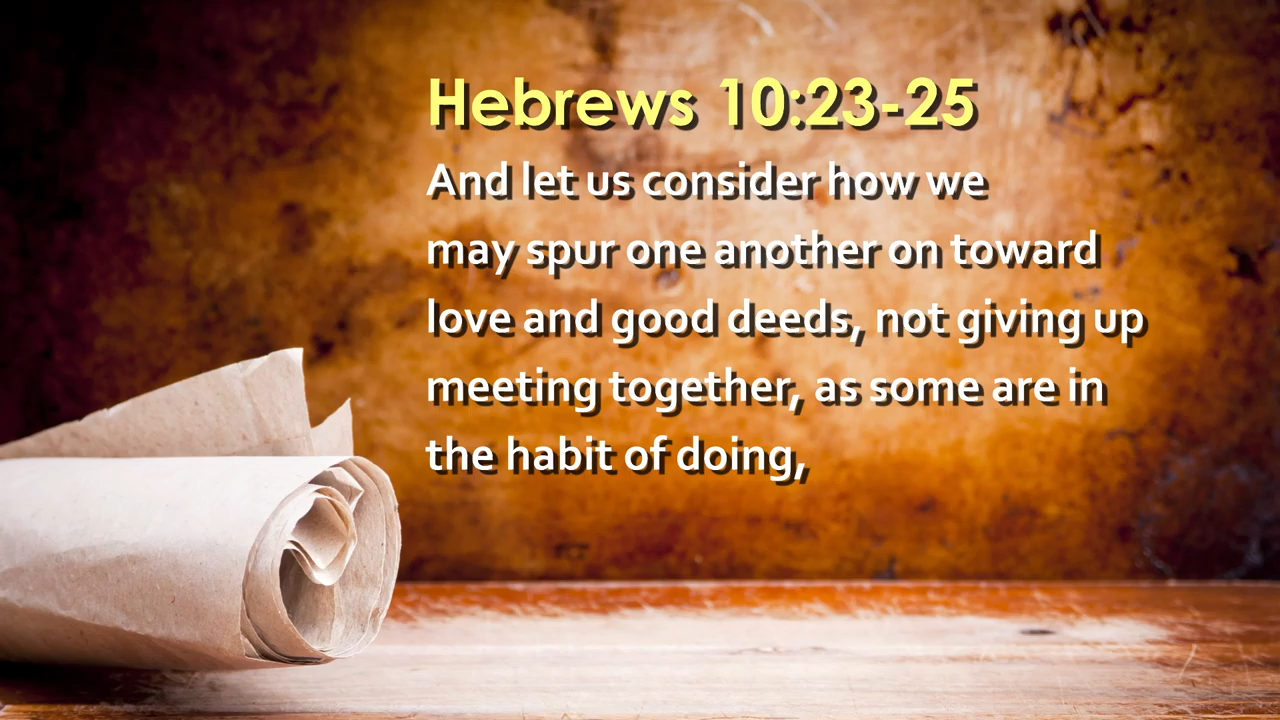 Hebrews 10:23-25
And let us consider how we
may spur one another on toward
love and good deeds, not giving up
meeting together, as some are in
the habit of doing,